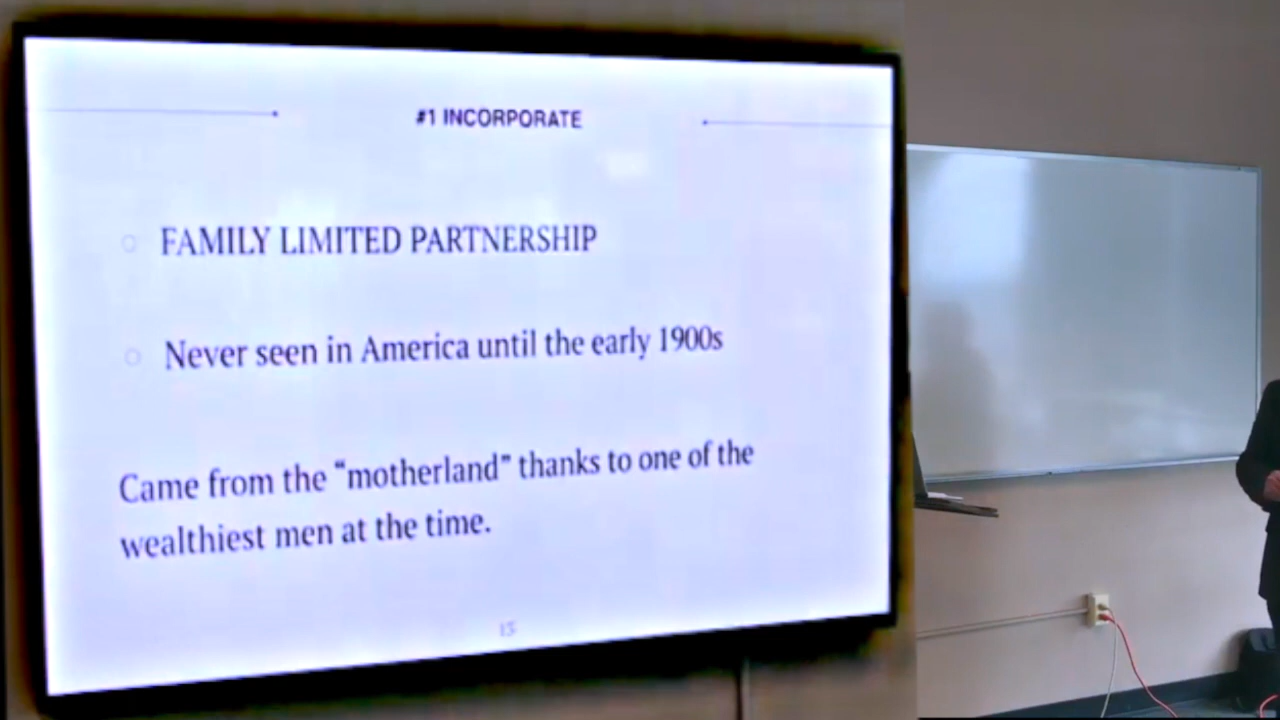 #1 INCORPORATE
FAMILY LIMITED PARTNERSHIP
Never seen in America until the early 1900s
Came from the “motherland” thanks to one of the
wealthiest men at the time.
15